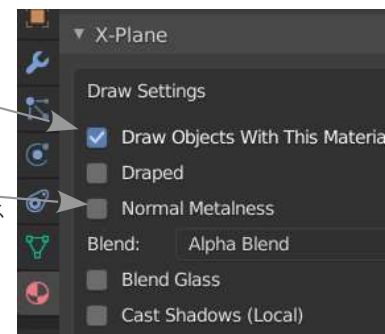 X-Plane
Draw Settings
Draw Objects With This Materia
Draped
Normal Metalness
Blend: Alpha Blend
Blend Glass
Cast Shadows (Local)